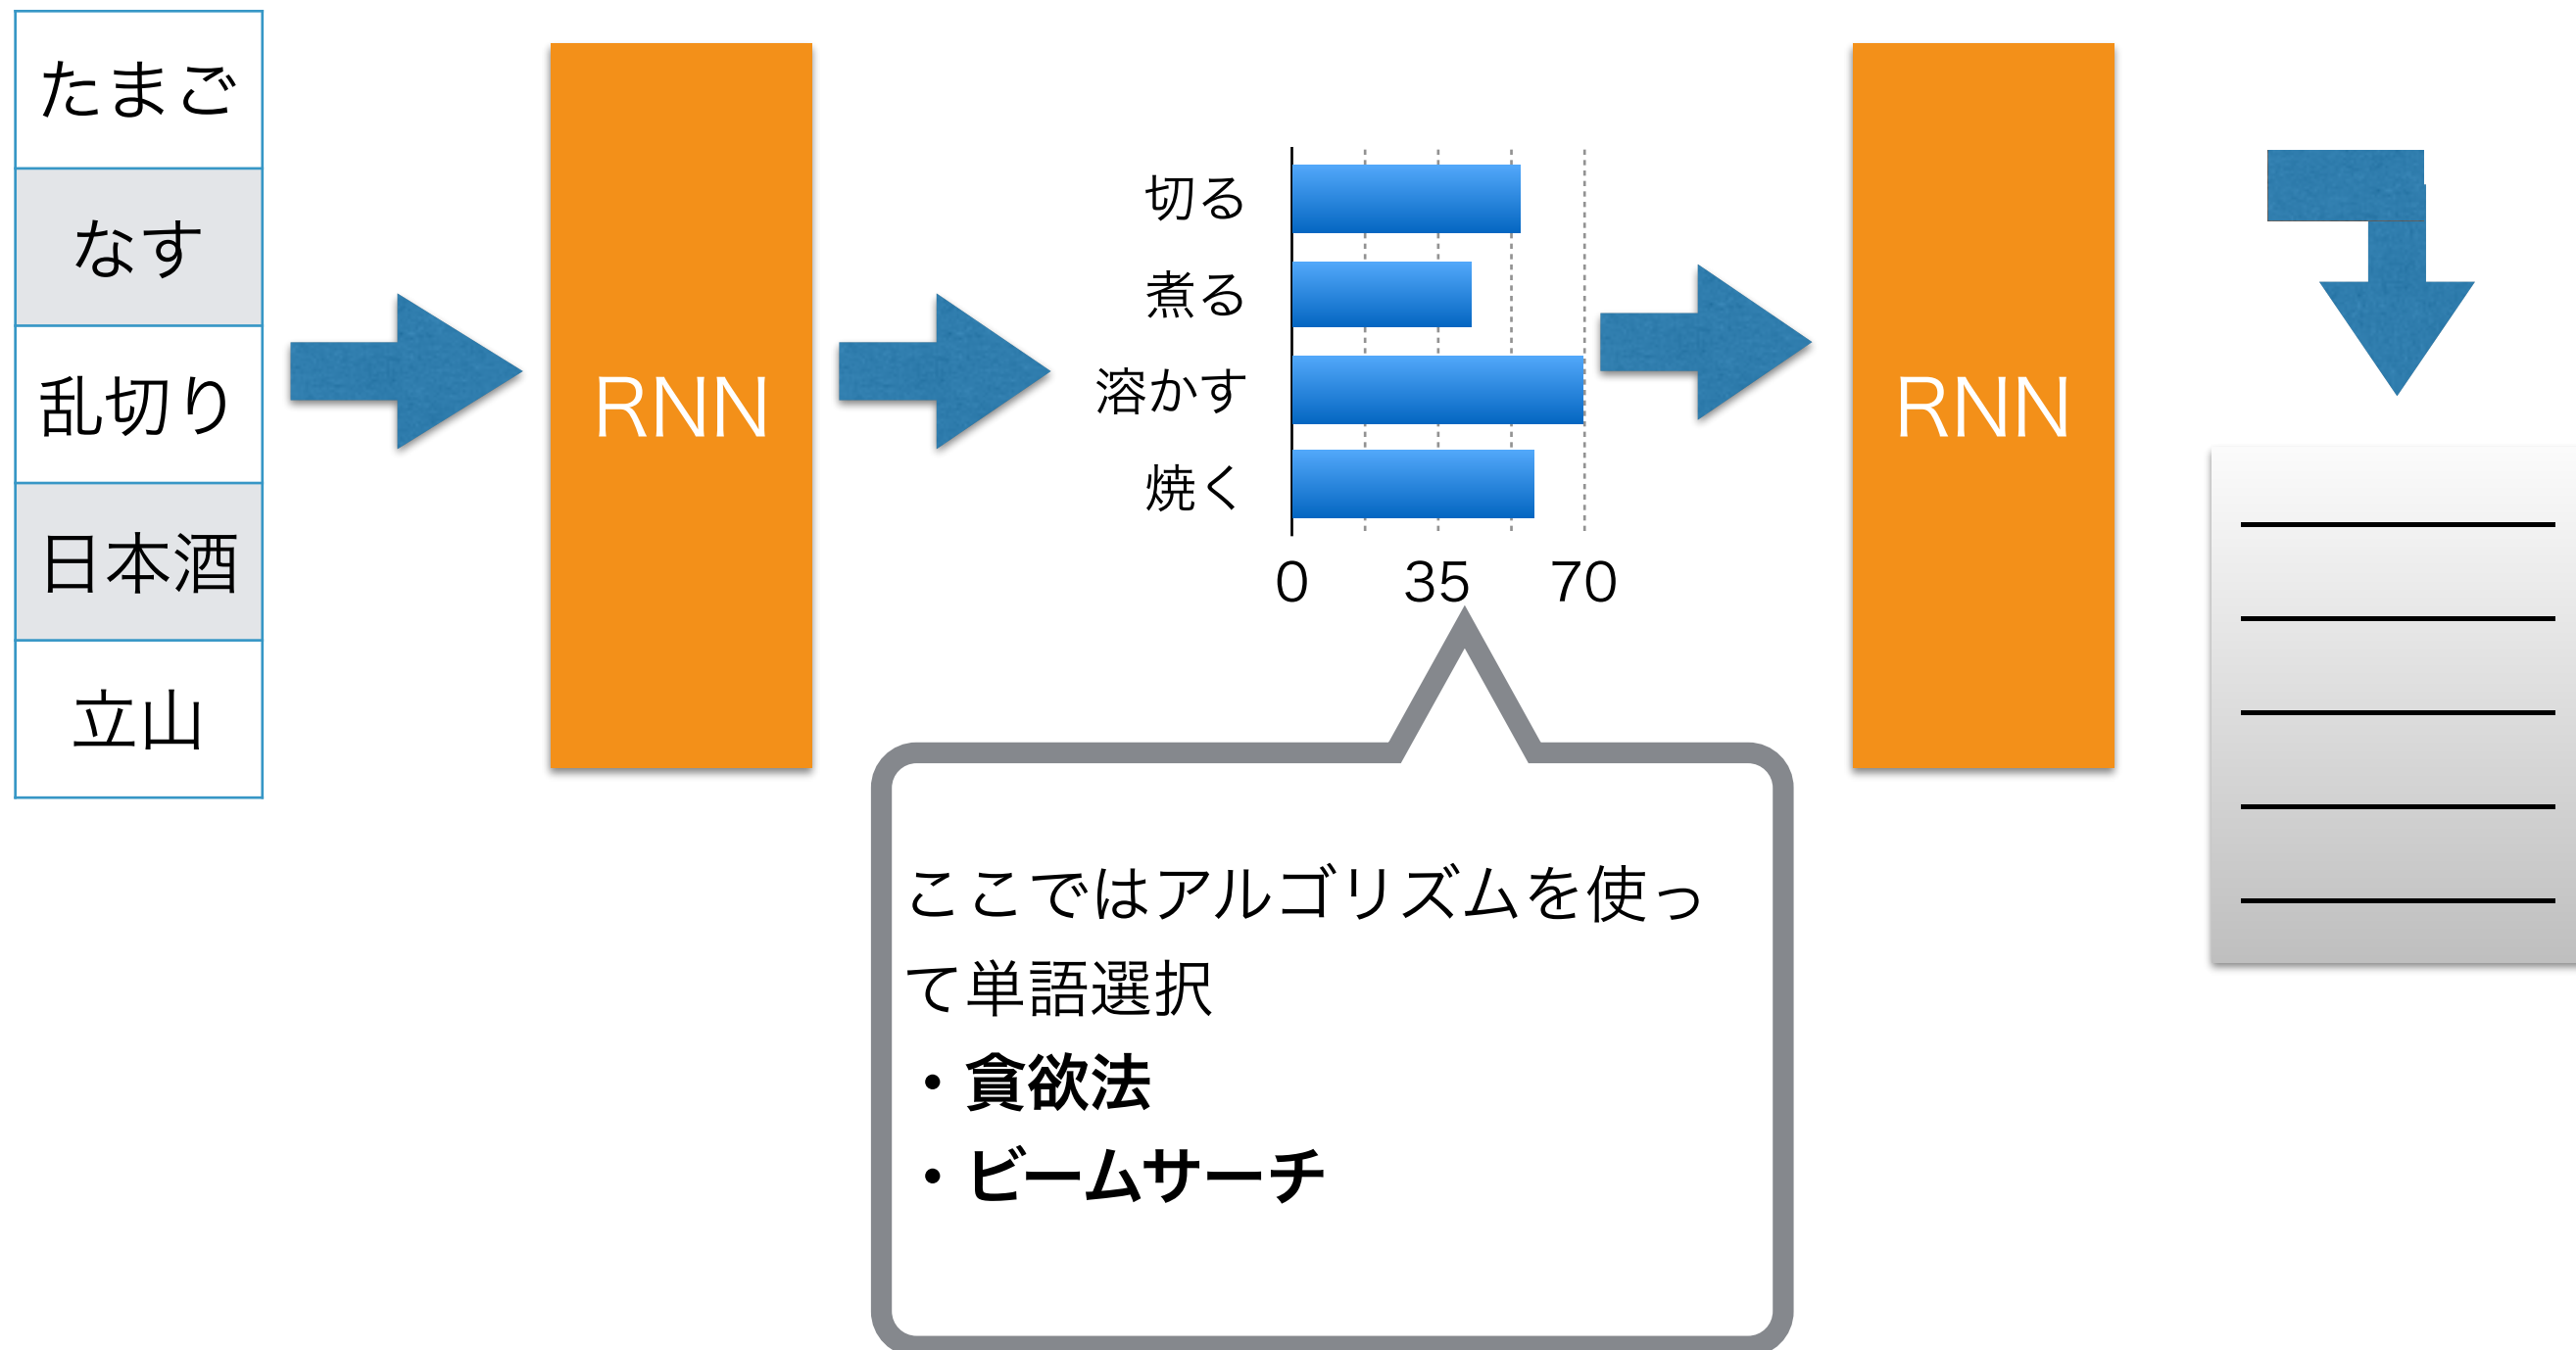 たまご
なす
乱切り
日本酒
立山
RNN
切る
煮る
溶かす
焼く
0 35 70
RNN
ここではアルゴリズムを使っ
て単語選択
・貪欲法
・ビームサーチ